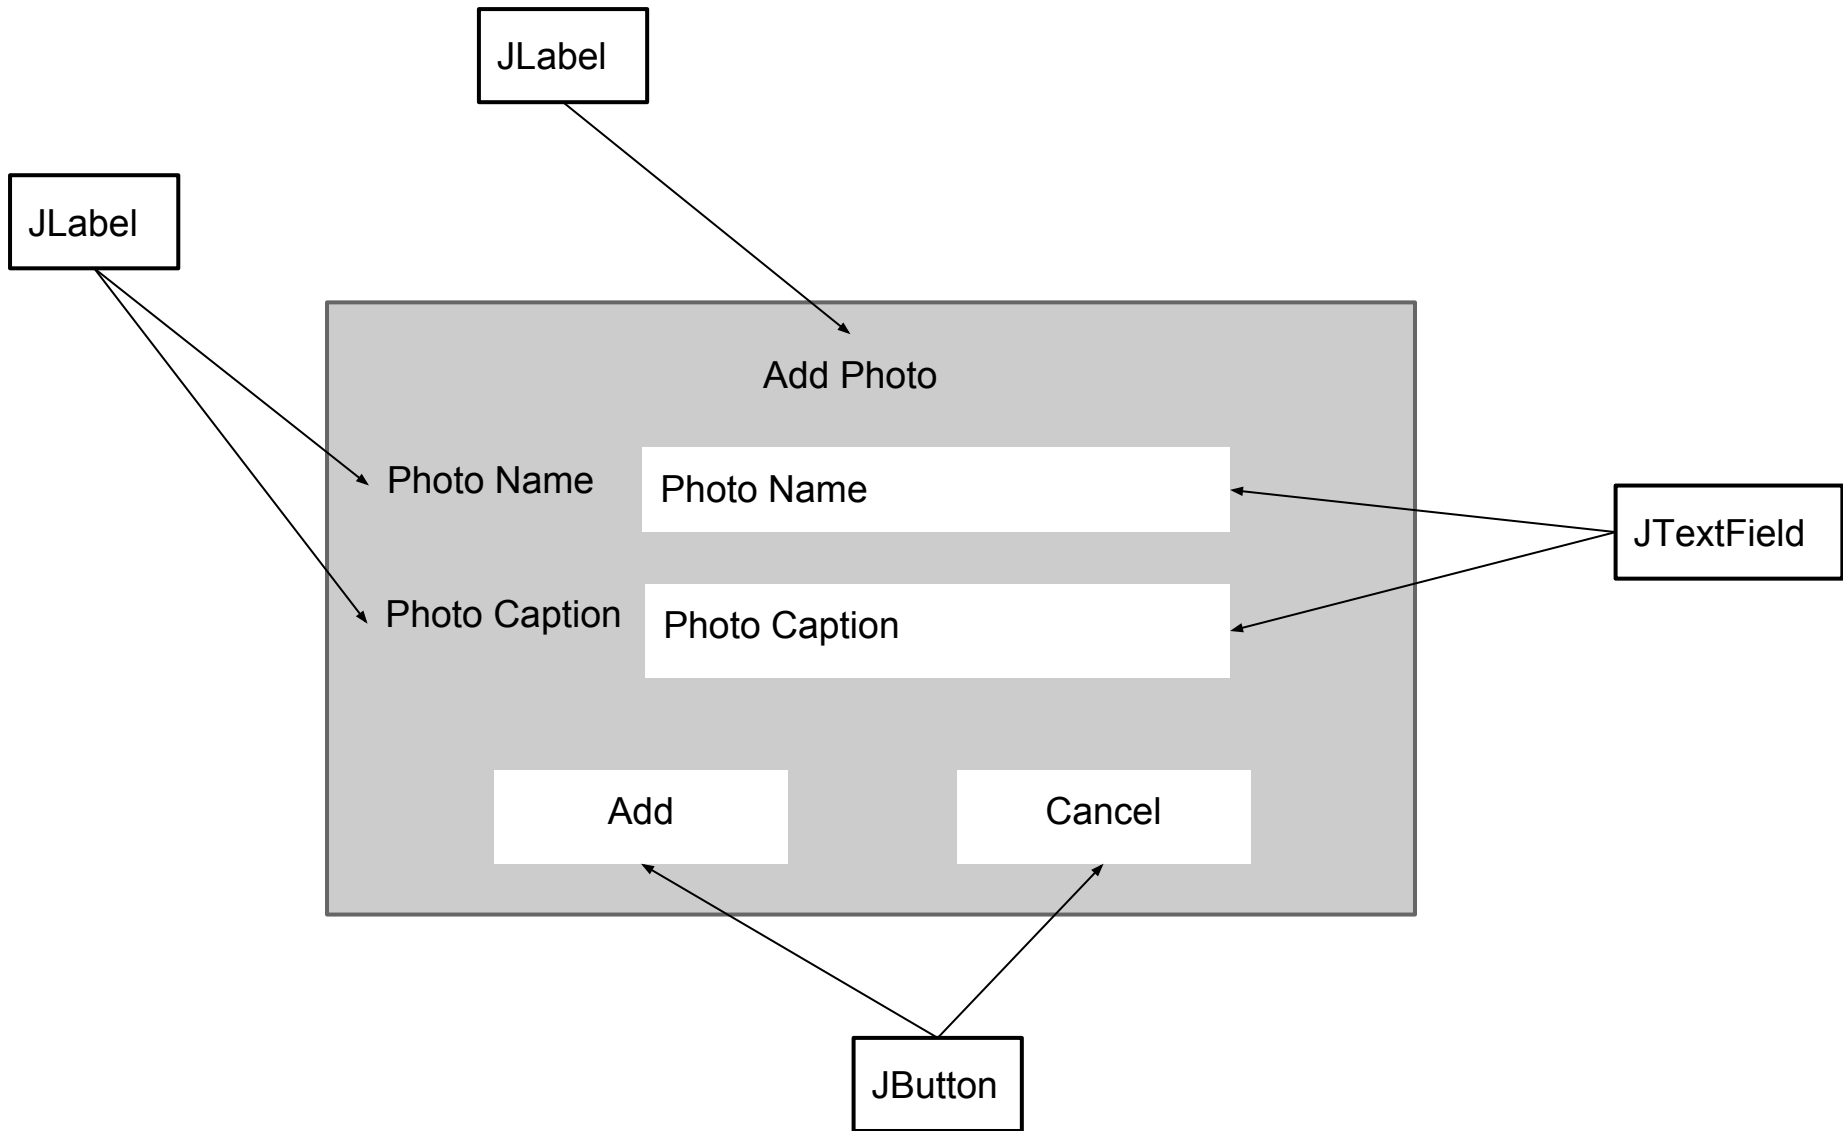 JLabel
JLabel
Add Photo
Photo Name
Photo Name
JTextField
Photo Caption
Photo Caption
Add
Cancel
JButton